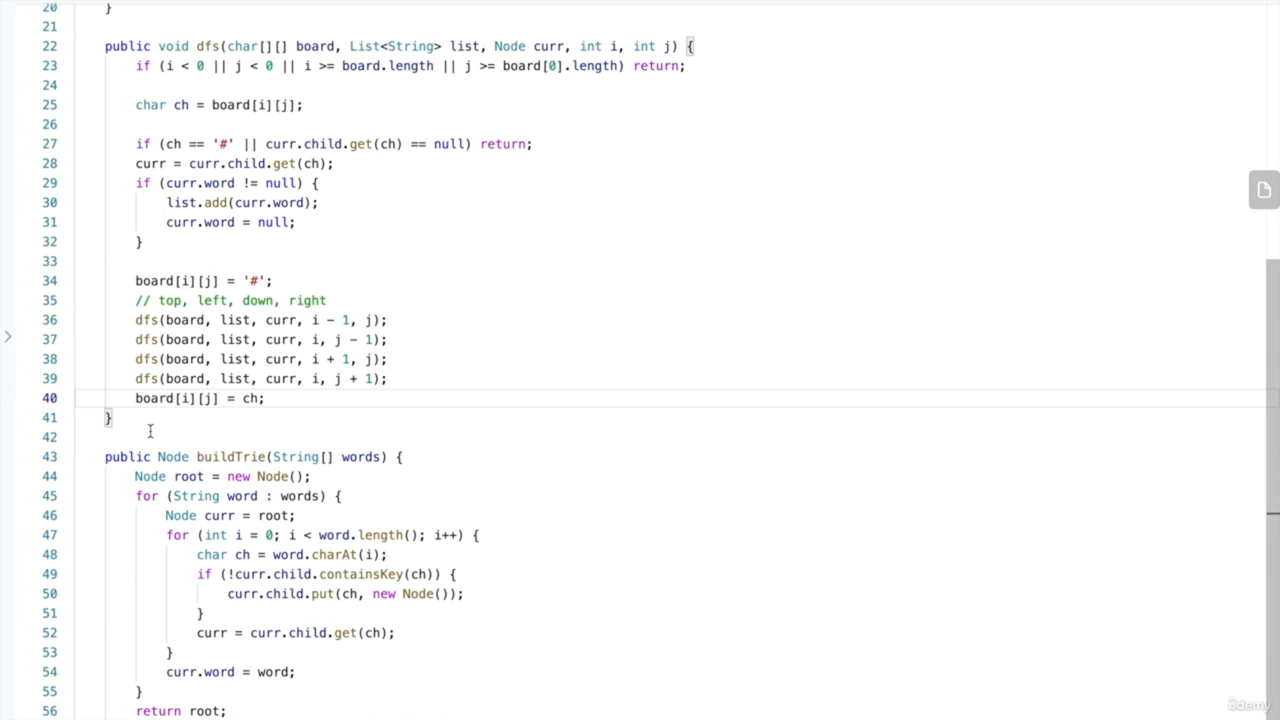 20 }
21
22 public void dfs(char[][] board, List<String> list, Node curr, int i, int j) {
23 if (i < 0 || j < 0 || i >= board.length || j >= board[0].length) return;
24
25 char ch = board[i][j];
26
27 if (ch == '#' || curr.child.get(ch) == null) return;
28 curr = curr.child.get(ch);
29 if (curr.word != null) {
30 list.add(curr.word);
31 curr.word = null;
32 }
33
34 board[i][j] = '#';
35 // top, left, down, right
36 dfs(board, list, curr, i - 1, j);
37 dfs(board, list, curr, i, j - 1);
38 dfs(board, list, curr, i + 1, j);
39 dfs(board, list, curr, i, j + 1);
40 board[i][j] = ch;
41 }
42
43 public Node buildTrie(String[] words) {
44 Node root = new Node();
45 for (String word : words) {
46 Node curr = root;
47 for (int i = 0; i < word.length(); i++) {
48 char ch = word.charAt(i);
49 if (!curr.child.containsKey(ch)) {
50 curr.child.put(ch, new Node());
51 }
52 curr = curr.child.get(ch);
53 }
54 curr.word = word;
55 }
56 return root;
ûdemy